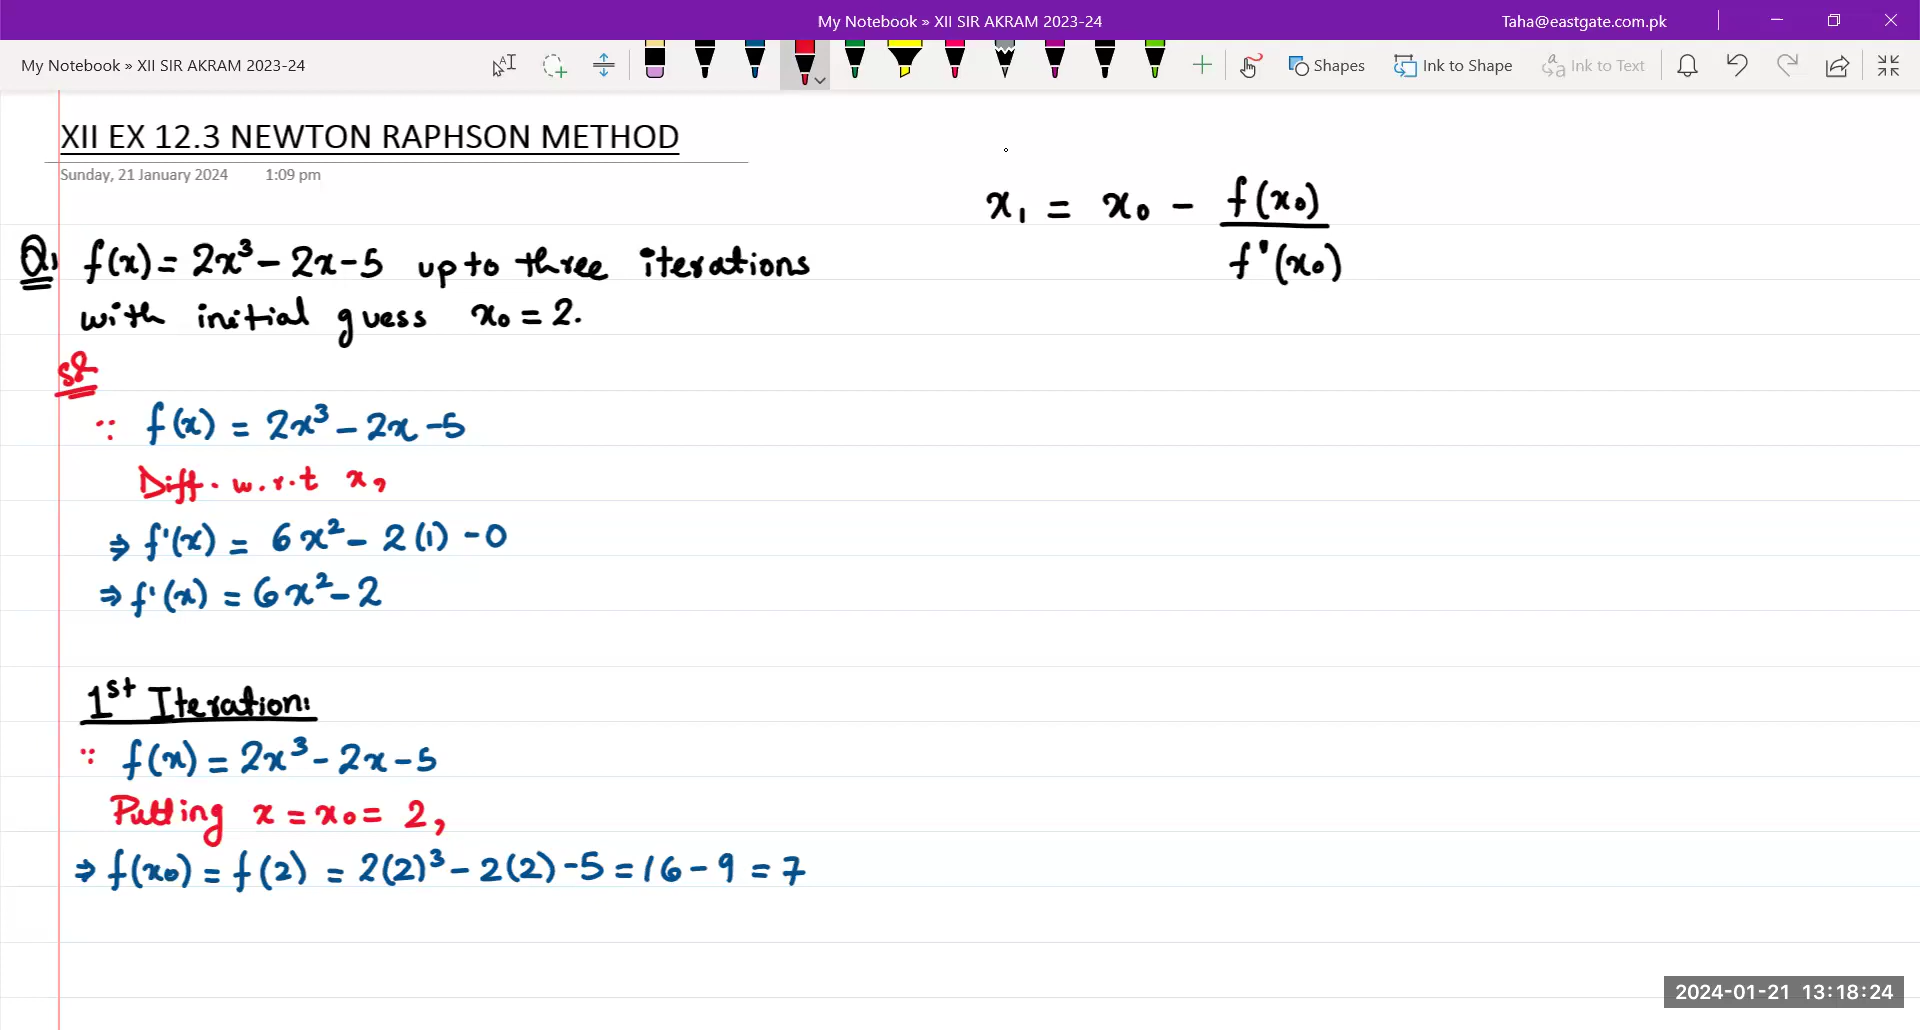 My Notebook » XII SIR AKRAM 2023-24
Taha@eastgate.com.pk
My Notebook » XII SIR AKRAM 2023-24
Shapes
Ink to Shape
Ink to Text
XII EX 12.3 NEWTON RAPHSON METHOD
Sunday, 21 January 2024 1:09 pm
x₁ = x₀ - f(x₀) / f'(x₀)
Q: f(x) = 2x³ - 2x - 5 up to three iterations
with initial guess x₀ = 2.
Sol
∵ f(x) = 2x³ - 2x - 5
Diff. w.r.t x,
⇒ f'(x) = 6x² - 2(1) - 0
⇒ f'(x) = 6x² - 2
1st Iteration:
∵ f(x) = 2x³ - 2x - 5
Putting x = x₀ = 2,
⇒ f(x₀) = f(2) = 2(2)³ - 2(2) - 5 = 16 - 9 = 7
2024-01-21 13:18:24